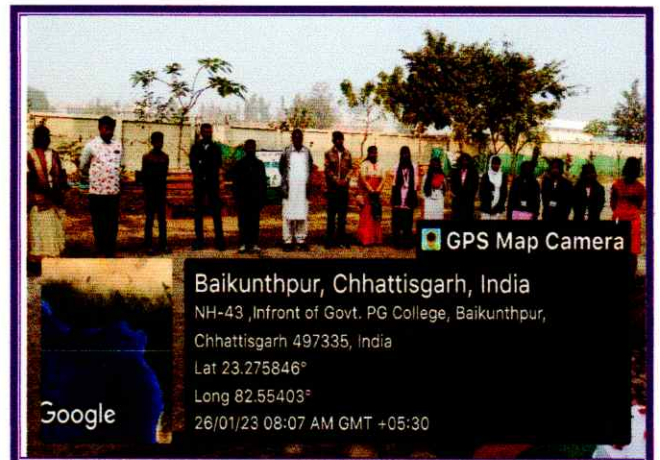 GPS Map Camera
Baikunthpur, Chhattisgarh, India
NH-43 ,Infront of Govt. PG College, Baikunthpur,
Chhattisgarh 497335, India
Lat 23.275846°
Long 82.55403°
26/01/23 08:07 AM GMT +05:30
Google